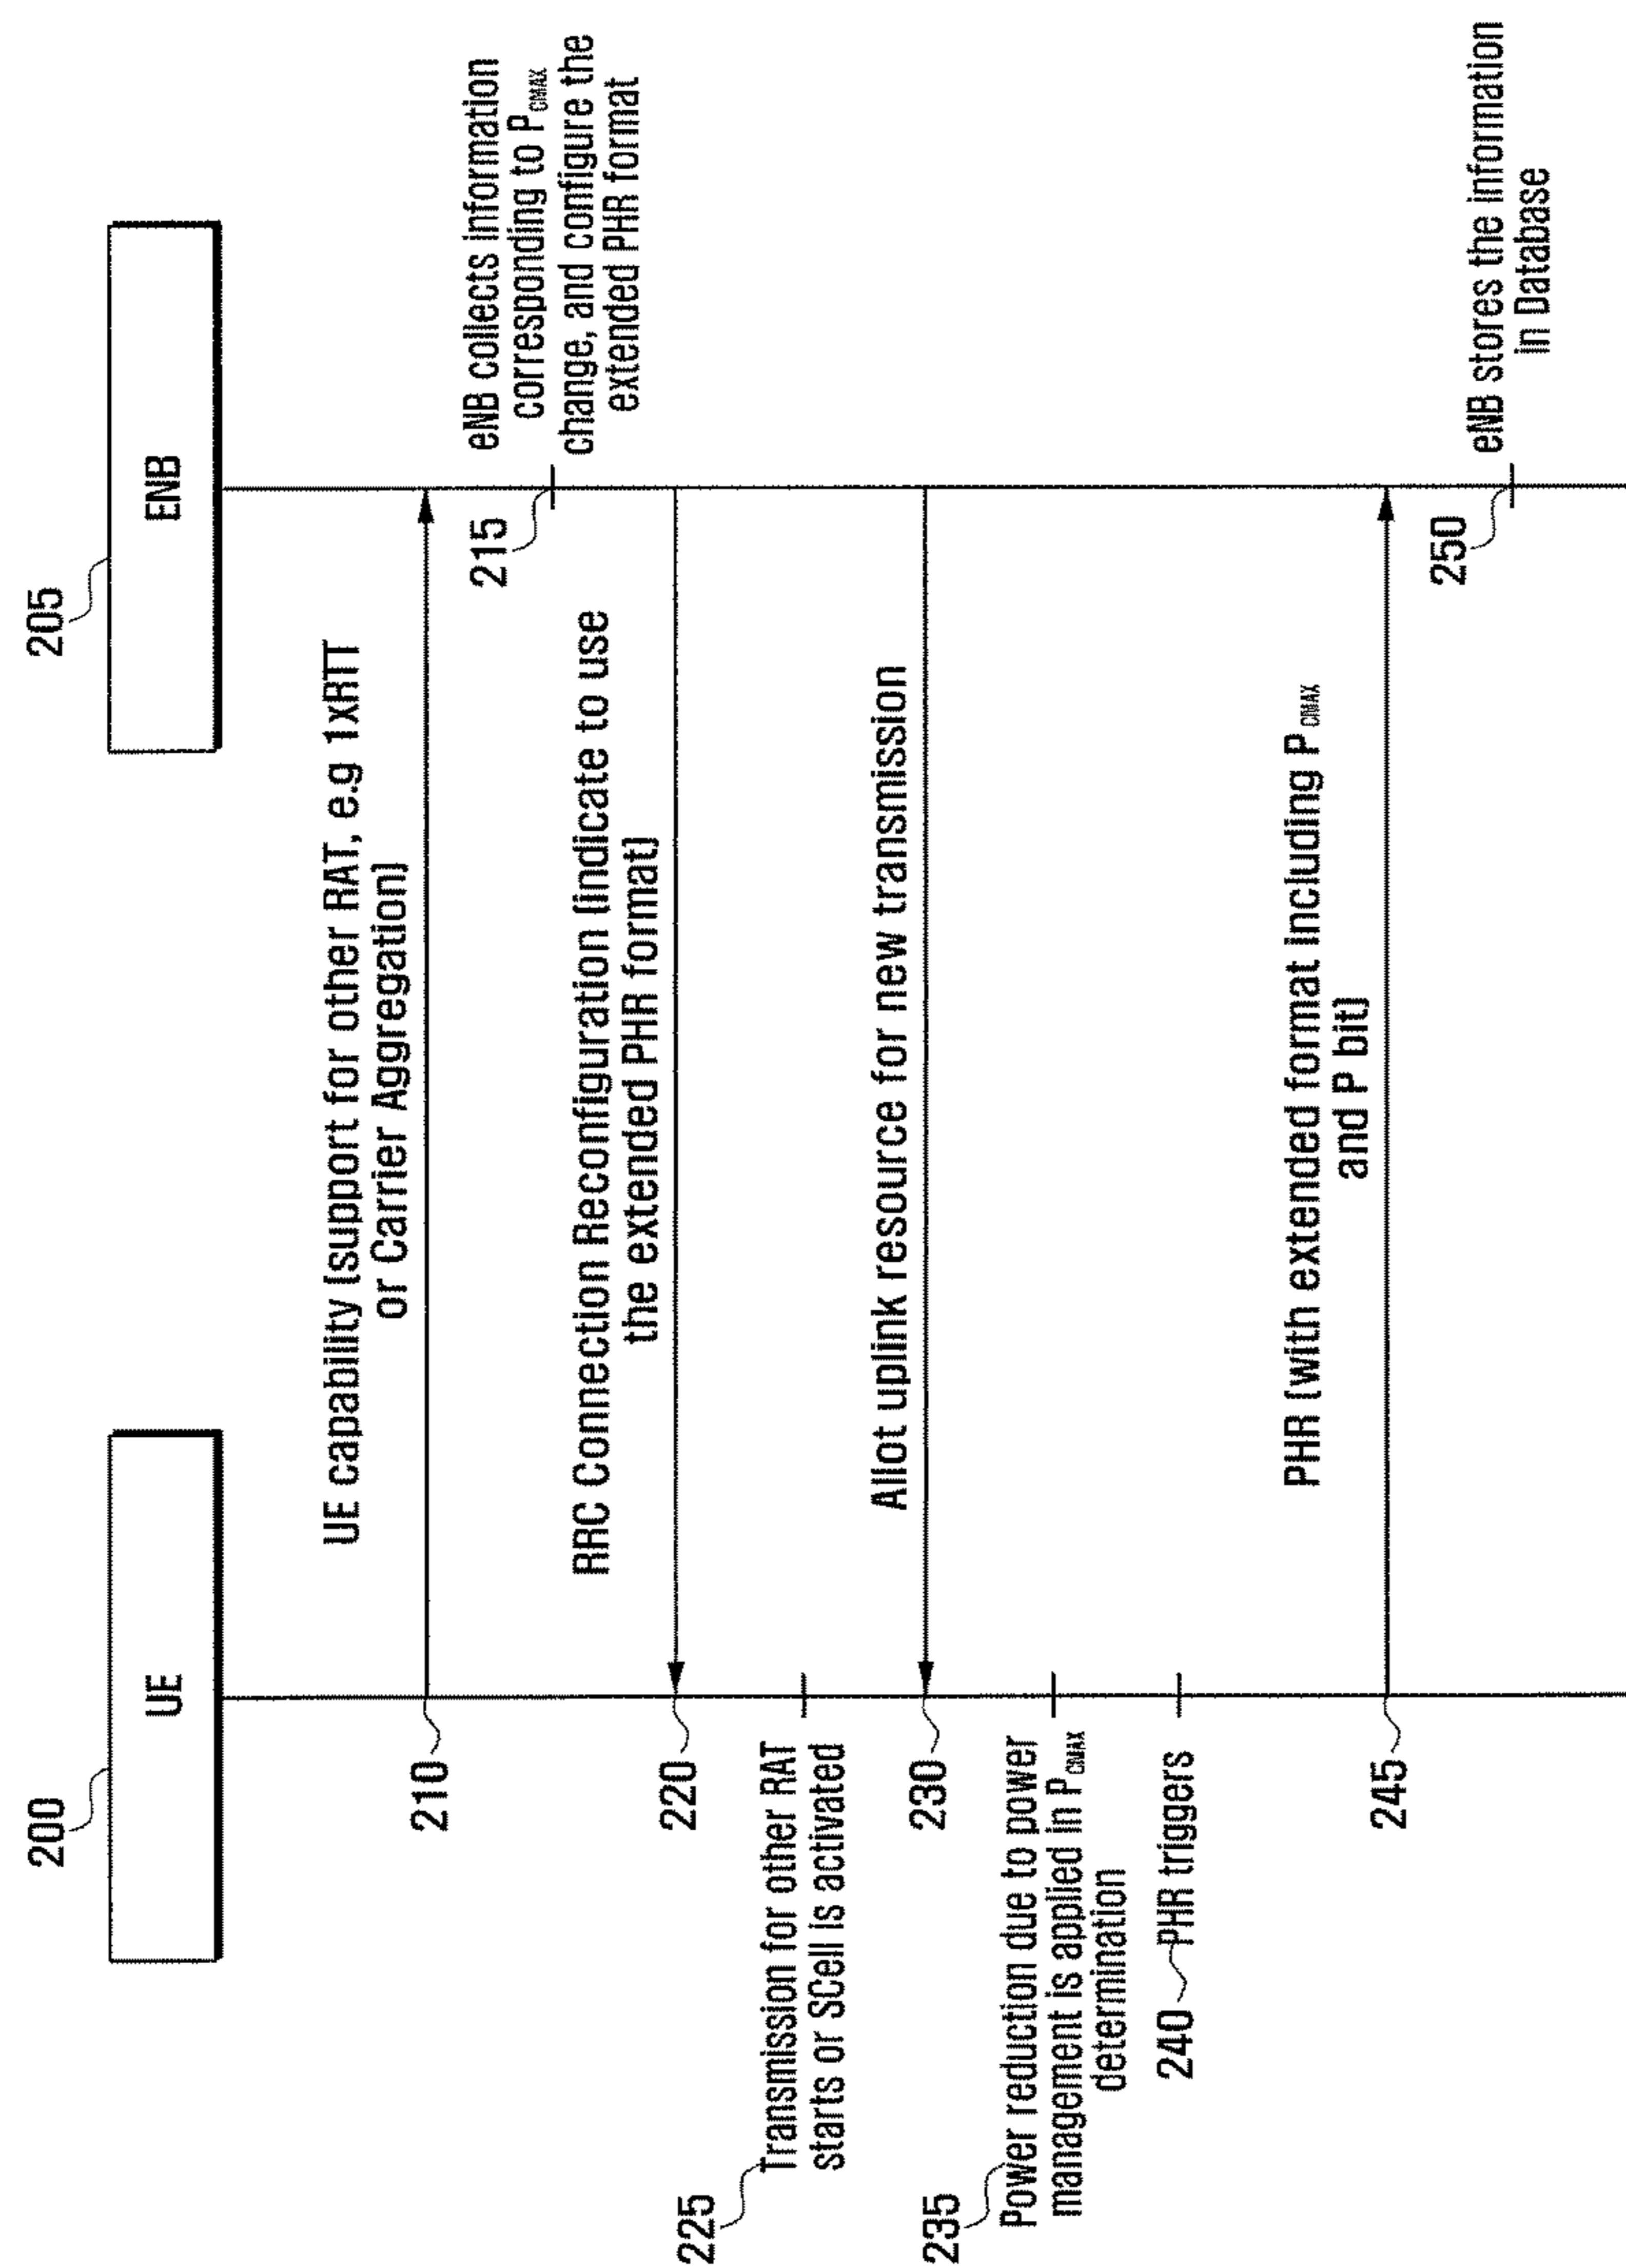 200
UE
205
ENB
UE capability (support for other RAT, e.g 1xRTT
or Carrier Aggregation)
210
eNB collects information
corresponding to PCMAX
change, and configure the
extended PHR format
215
RRC Connection Reconfiguration (indicate to use
the extended PHR format)
220
225
Transmission for other RAT
starts or SCell is activated
Allot uplink resource for new transmission
230
235
Power reduction due to power
management is applied in PCMAX
determination
240 PHR triggers
PHR (with extended format including PCMAX
and P bit)
245
eNB stores the information
in Database
250